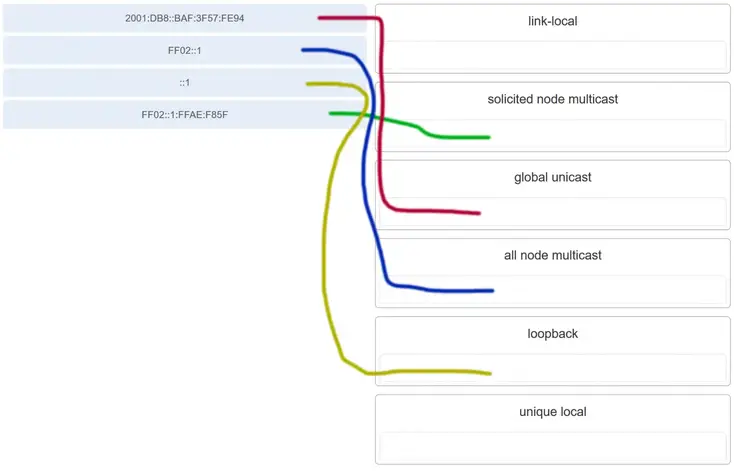 2001:DB8::BAF:3F57:FE94
FF02::1
::1
FF02::1:FFAE:F85F
link-local
solicited node multicast
global unicast
all node multicast
loopback
unique local